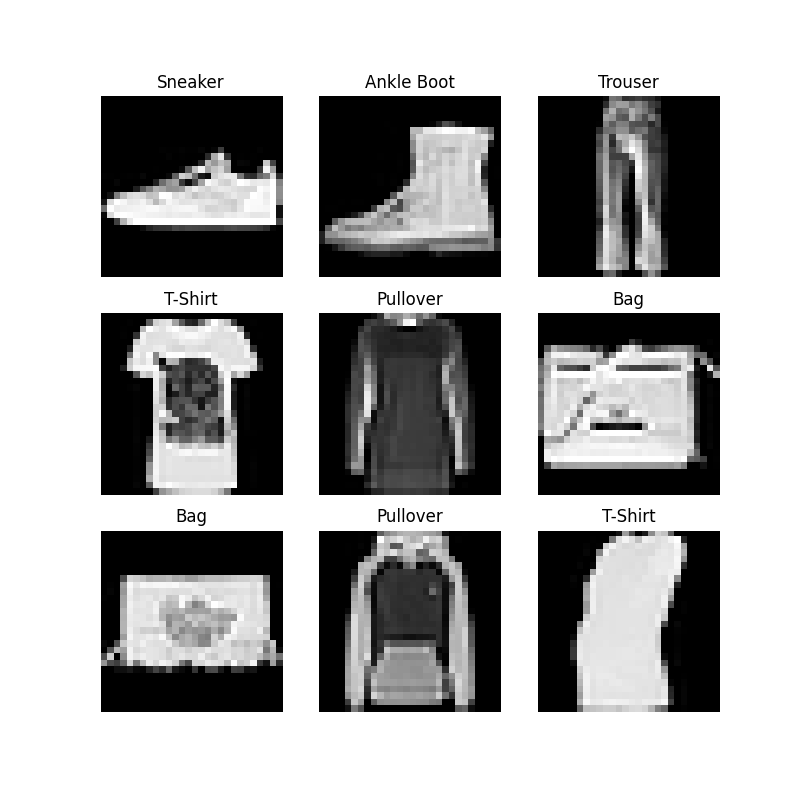 Sneaker
Ankle Boot
Trouser
T-Shirt
Pullover
Bag
Bag
Pullover
T-Shirt